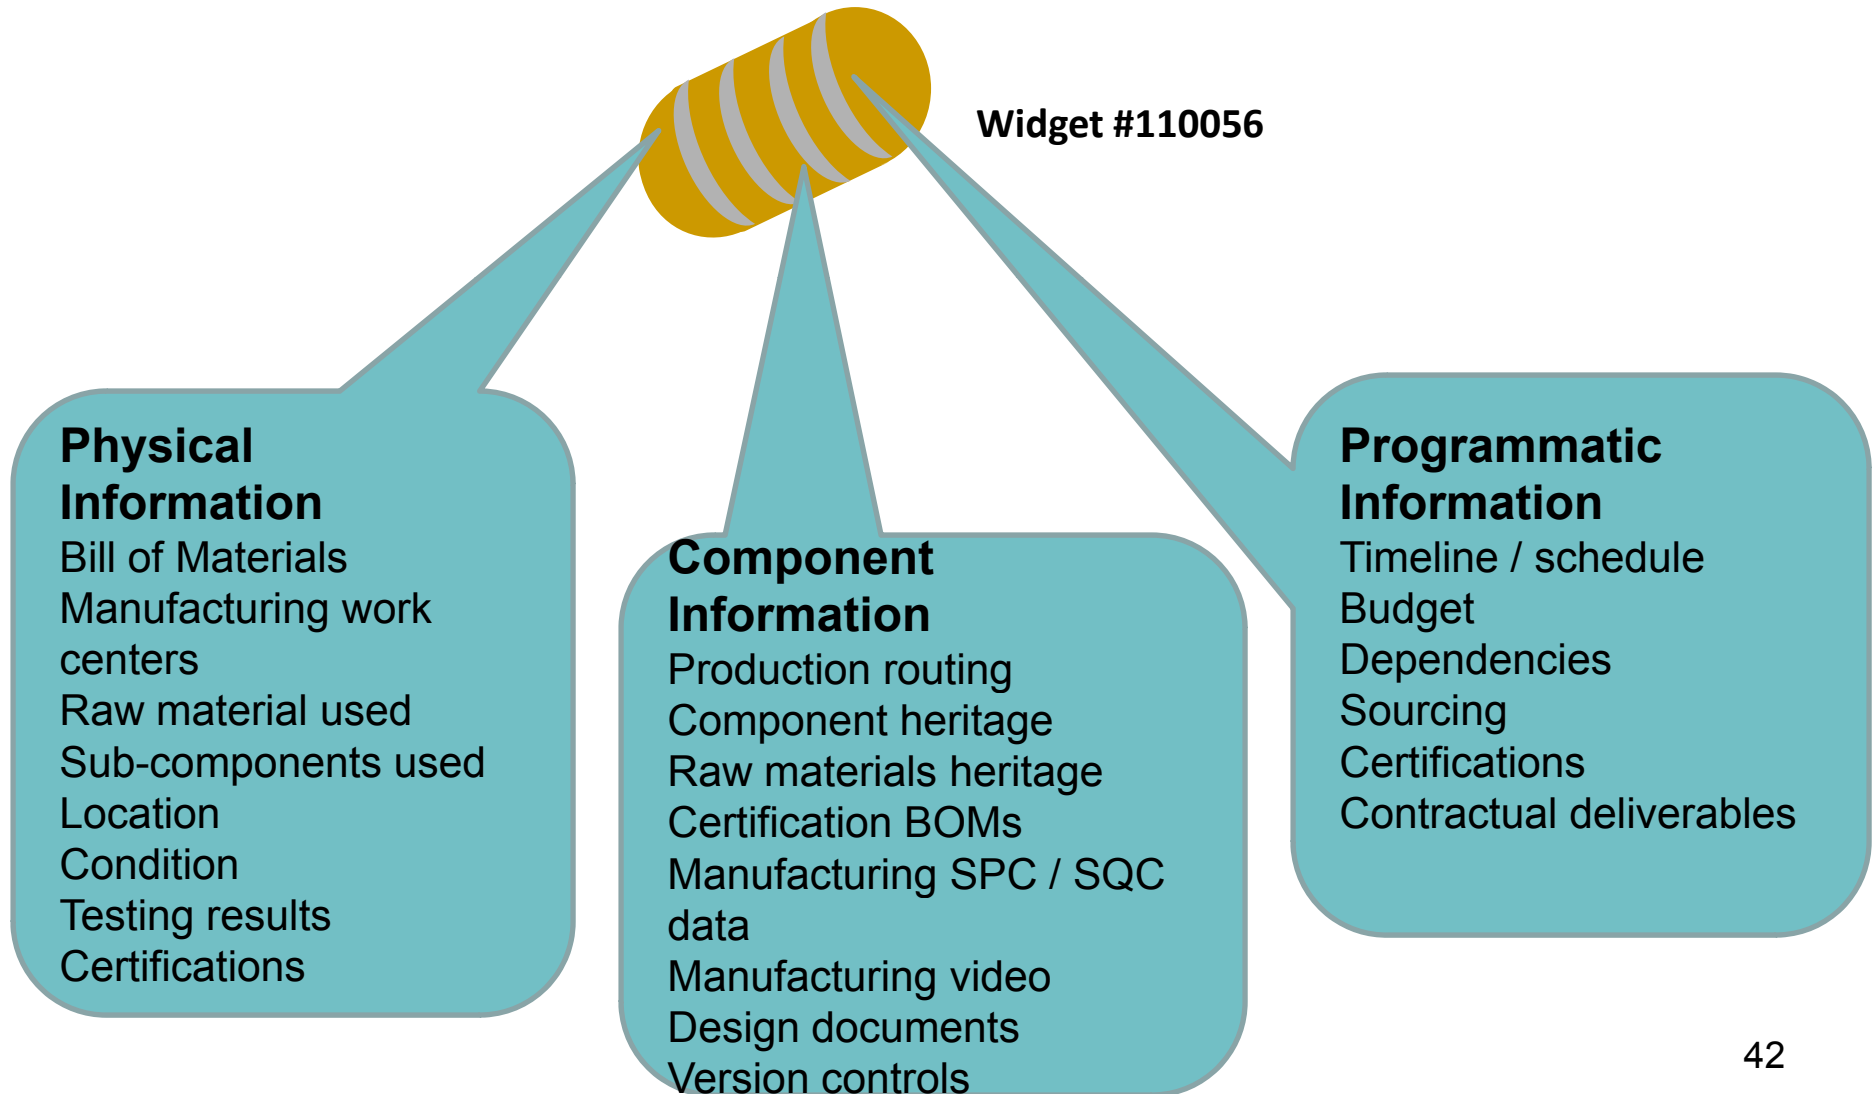 Widget #110056
Physical
Information
Bill of Materials
Manufacturing work
centers
Raw material used
Sub-components used
Location
Condition
Testing results
Certifications
Component
Information
Production routing
Component heritage
Raw materials heritage
Certification BOMs
Manufacturing SPC / SQC
data
Manufacturing video
Design documents
Version controls
Programmatic
Information
Timeline / schedule
Budget
Dependencies
Sourcing
Certifications
Contractual deliverables
42